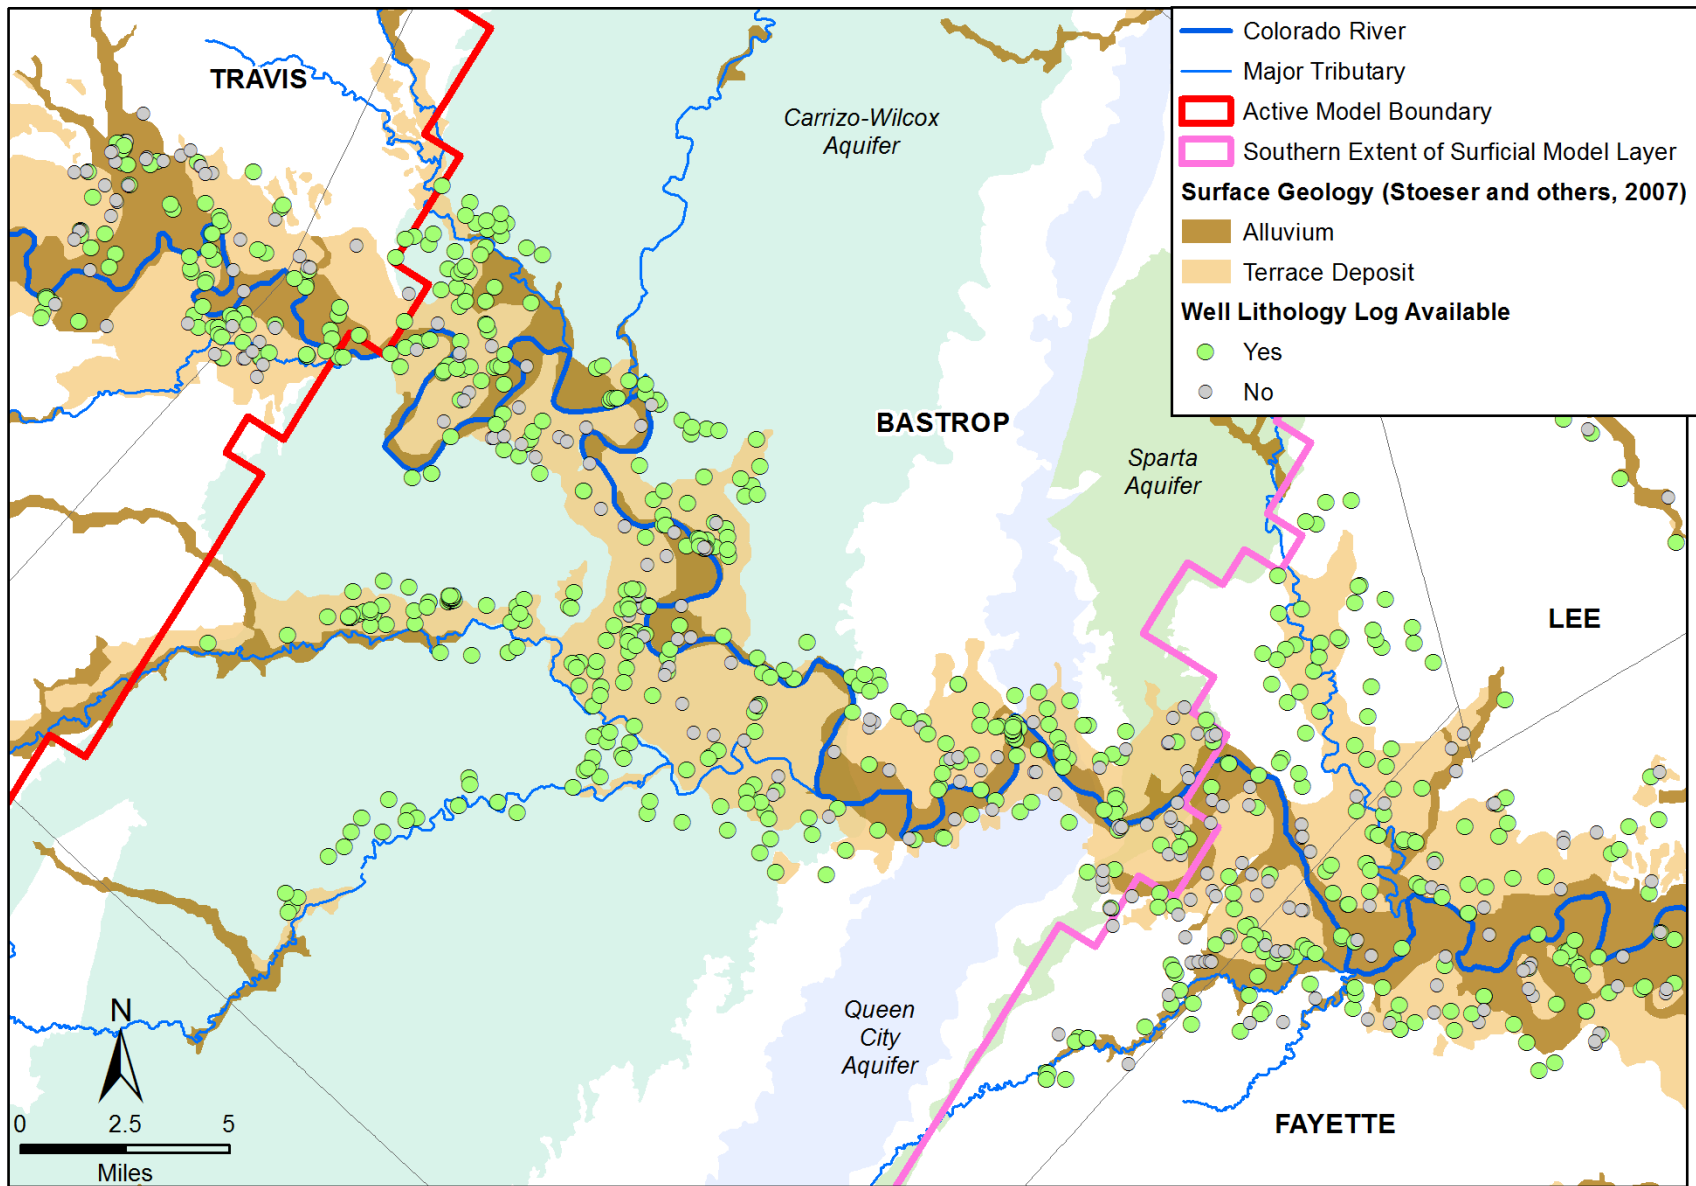 Colorado River
Major Tributary
Active Model Boundary
Southern Extent of Surficial Model Layer
Surface Geology (Stoeser and others, 2007)
Alluvium
Terrace Deposit
Well Lithology Log Available
Yes
No
TRAVIS
Carrizo-Wilcox
Aquifer
BASTROP
Sparta
Aquifer
LEE
Queen
City
Aquifer
FAYETTE
N
0 2.5 5
Miles